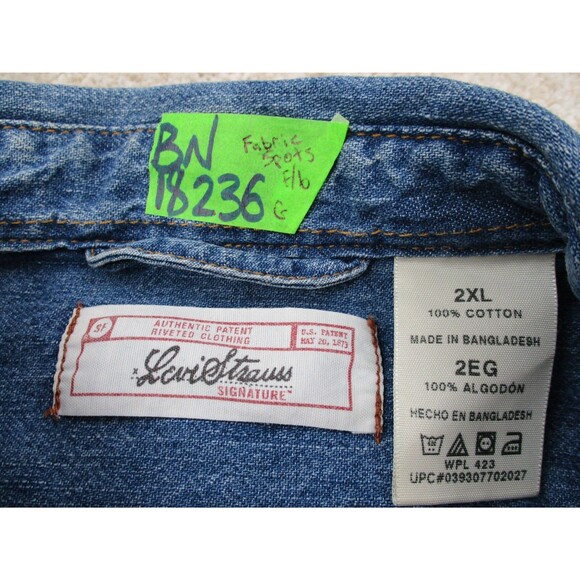 BN
18236
Fabric
Spots
F/b
G
SF
AUTHENTIC PATENT
RIVETED CLOTHING
U.S. PATENT
MAY 20, 1873
Levi Strauss
SIGNATURE™
2XL
100% COTTON
MADE IN BANGLADESH
2EG
100% ALGODÓN
HECHO EN BANGLADESH
WPL 423
UPC#039307702027